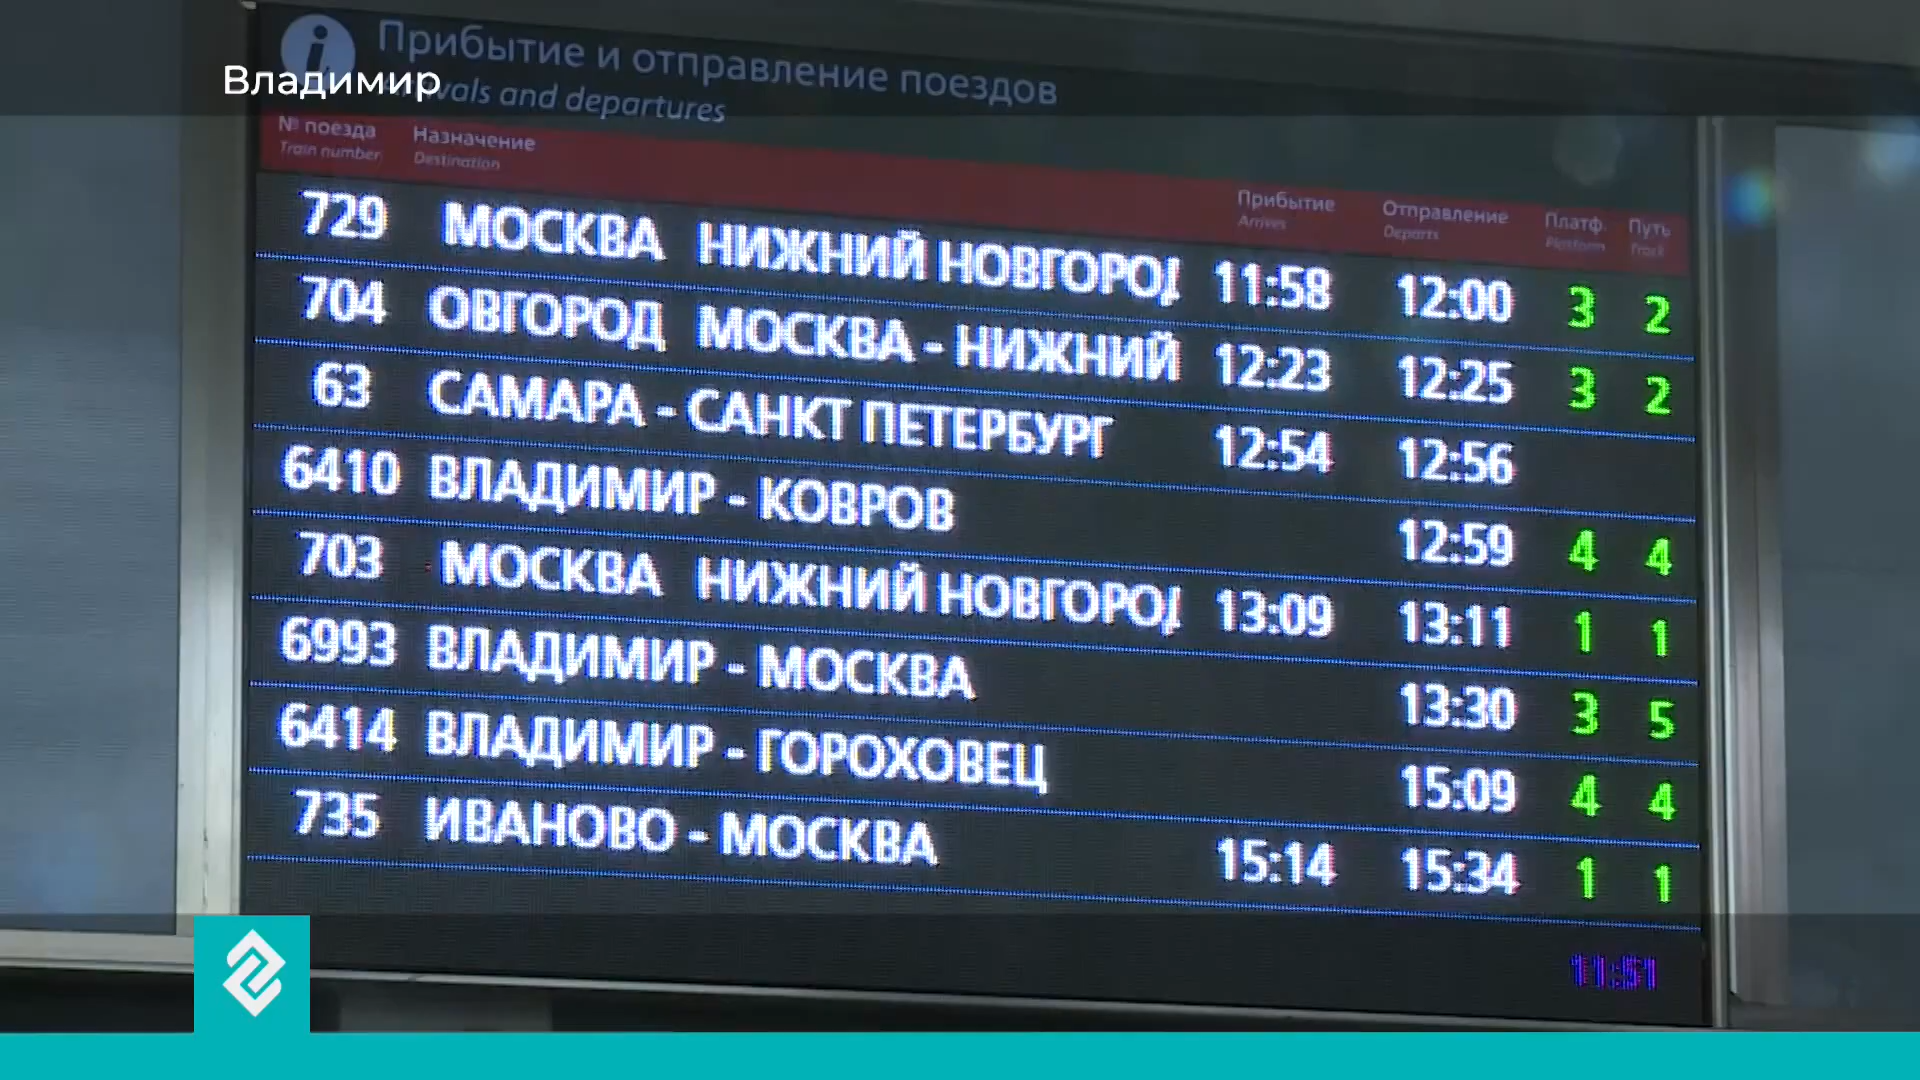 Владимир
Прибытие и отправление поездов
Arrivals and departures
№ поезда Назначение Прибытие Отправление Платф. Путь
Train number Destination Arrives Departs Platform Track
729 МОСКВА НИЖНИЙ НОВГОРОД 11:58 12:00 3 2
704 ОВГОРОД МОСКВА - НИЖНИЙ 12:23 12:25 3 2
63 САМАРА - САНКТ ПЕТЕРБУРГ 12:54 12:56
6410 ВЛАДИМИР - КОВРОВ 12:59 4 4
703 МОСКВА НИЖНИЙ НОВГОРОД 13:09 13:11 1 1
6993 ВЛАДИМИР - МОСКВА 13:30 3 5
6414 ВЛАДИМИР - ГОРОХОВЕЦ 15:09 4 4
735 ИВАНОВО - МОСКВА 15:14 15:34 1 1
11:51